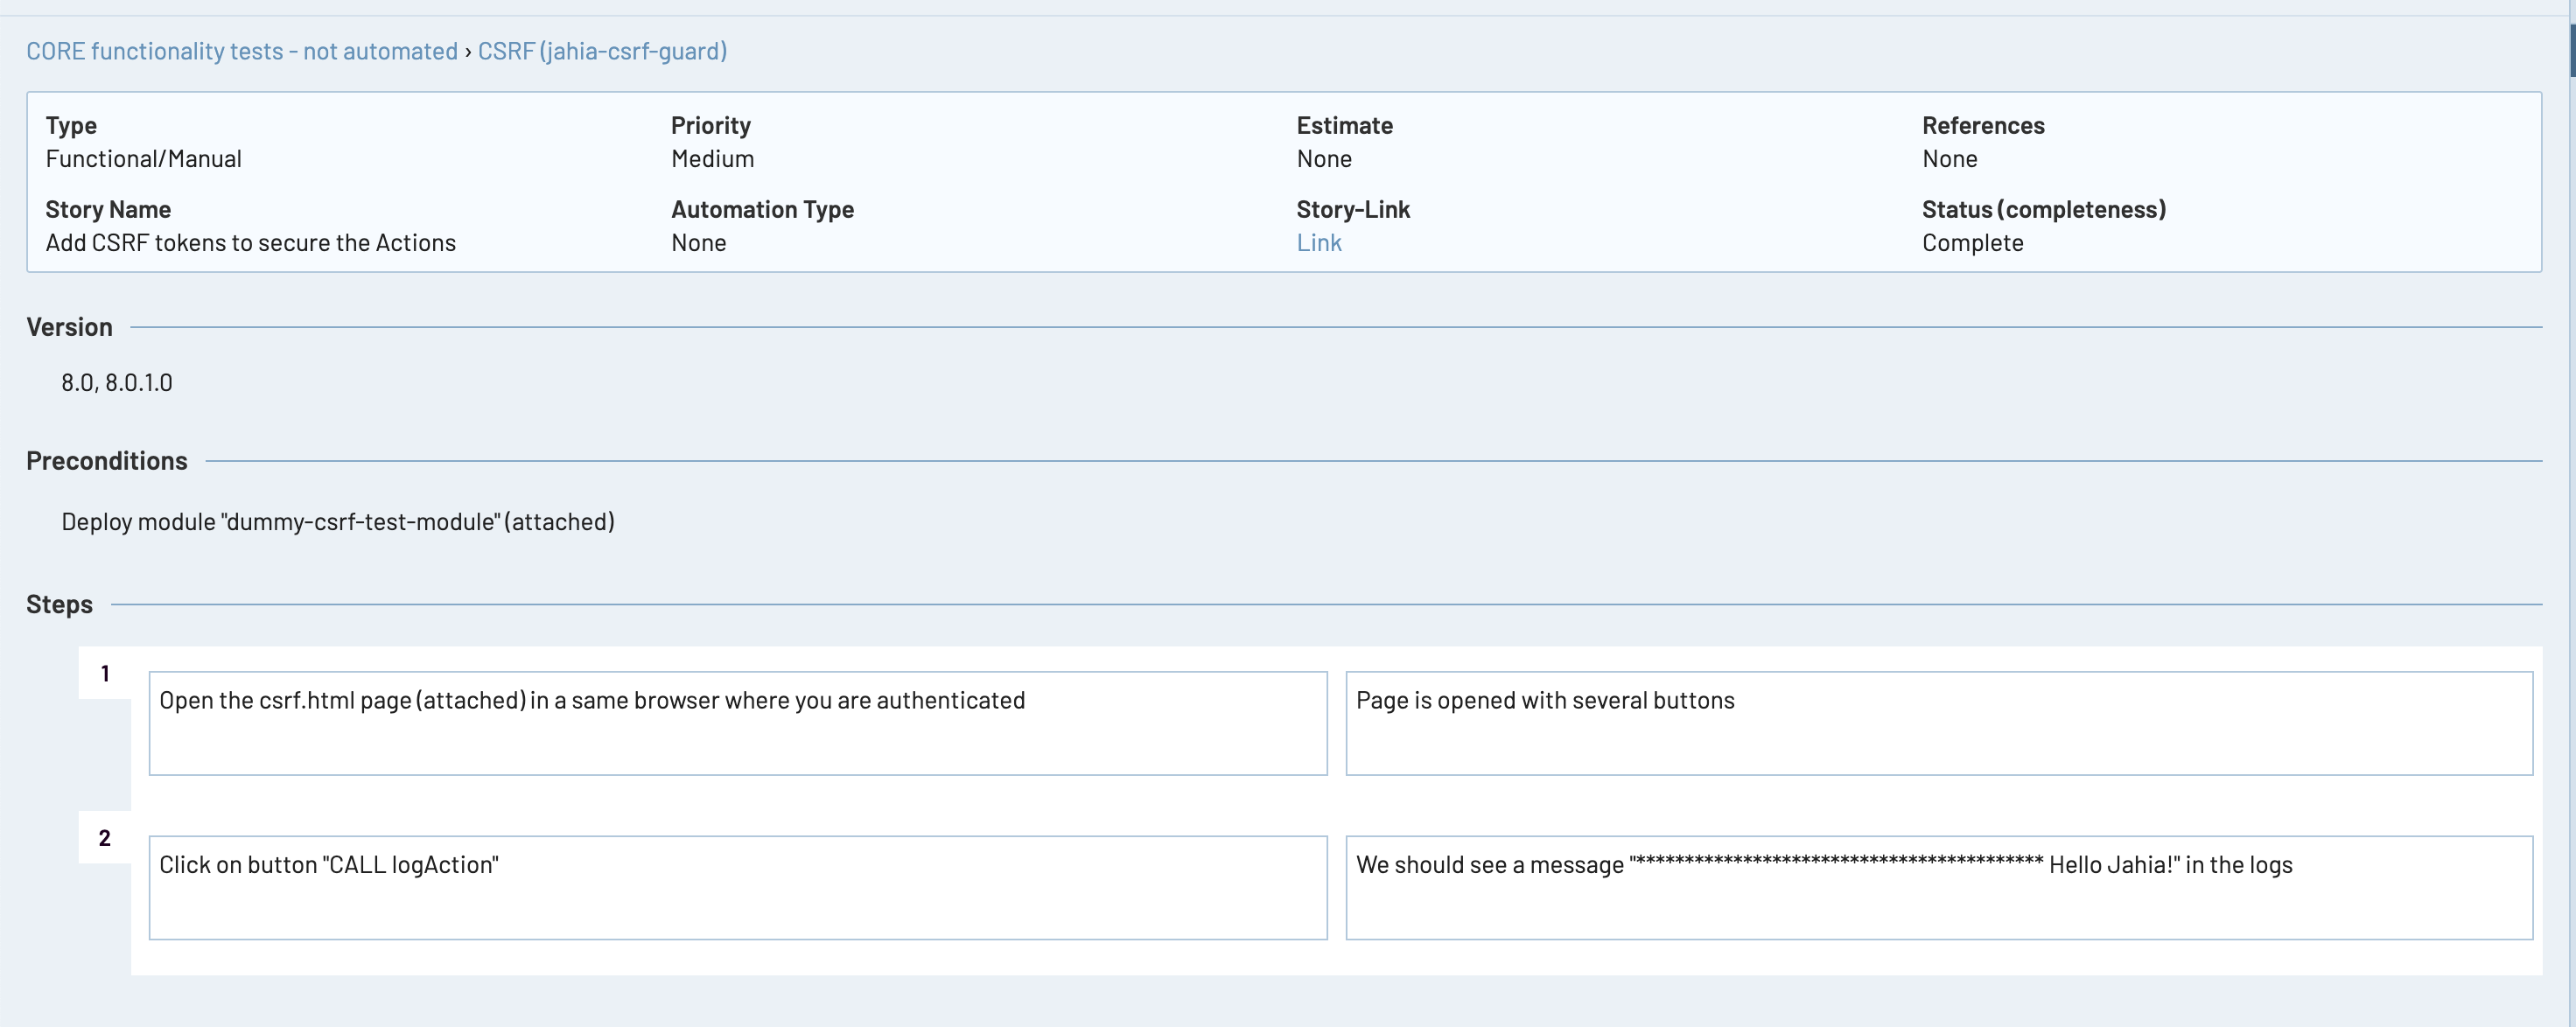 CORE functionality tests - not automated › CSRF (jahia-csrf-guard)
Type Priority Estimate References
Functional/Manual Medium None None
Story Name Automation Type Story-Link Status (completeness)
Add CSRF tokens to secure the Actions None Link Complete
Version
8.0, 8.0.1.0
Preconditions
Deploy module "dummy-csrf-test-module" (attached)
Steps
1
Open the csrf.html page (attached) in a same browser where you are authenticated Page is opened with several buttons
2
Click on button "CALL logAction" We should see a message "****************************************** Hello Jahia!" in the logs